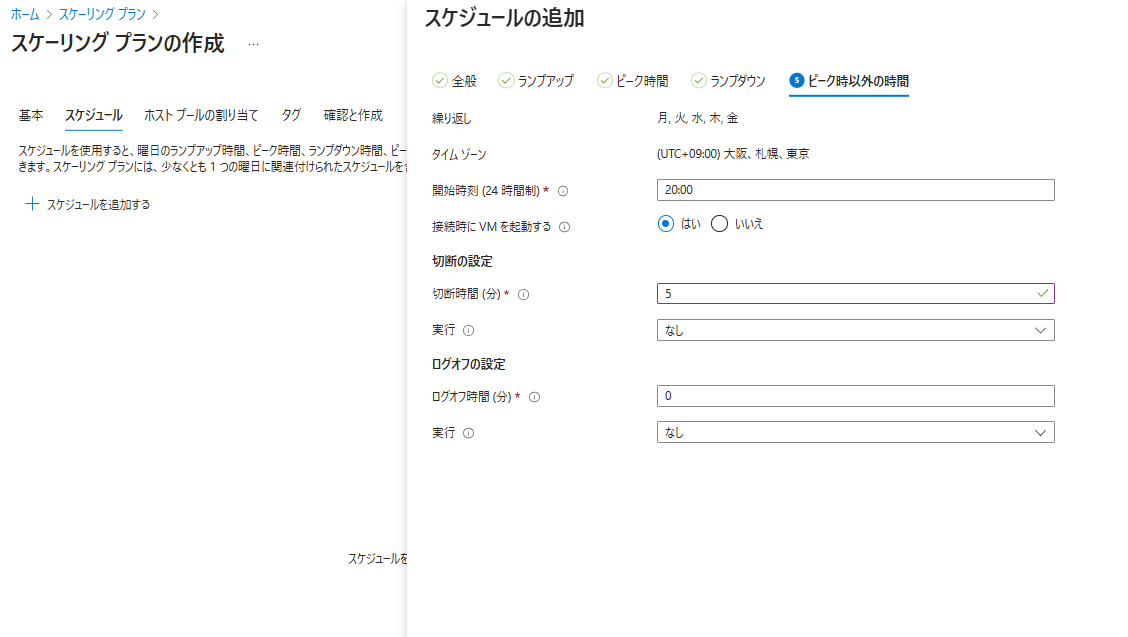 ホーム > スケーリング プラン >
スケーリング プランの作成 …
基本 スケジュール ホスト プールの割り当て タグ 確認と作成
スケジュールを使用すると、曜日のランプアップ時間、ピーク時間、ランプダウン時間、ピー
きます。スケーリング プランには、少なくとも 1 つの曜日に関連付けられたスケジュールを
+ スケジュールを追加する
スケジュールを
スケジュールの追加
全般 ランプアップ ピーク時間 ランプダウン 5 ピーク時以外の時間
繰り返し 月, 火, 水, 木, 金
タイム ゾーン (UTC+09:00) 大阪、札幌、東京
開始時刻 (24 時間制) * 20:00
接続時に VM を起動する はい いいえ
切断の設定
切断時間 (分) * 5
実行 なし
ログオフの設定
ログオフ時間 (分) * 0
実行 なし